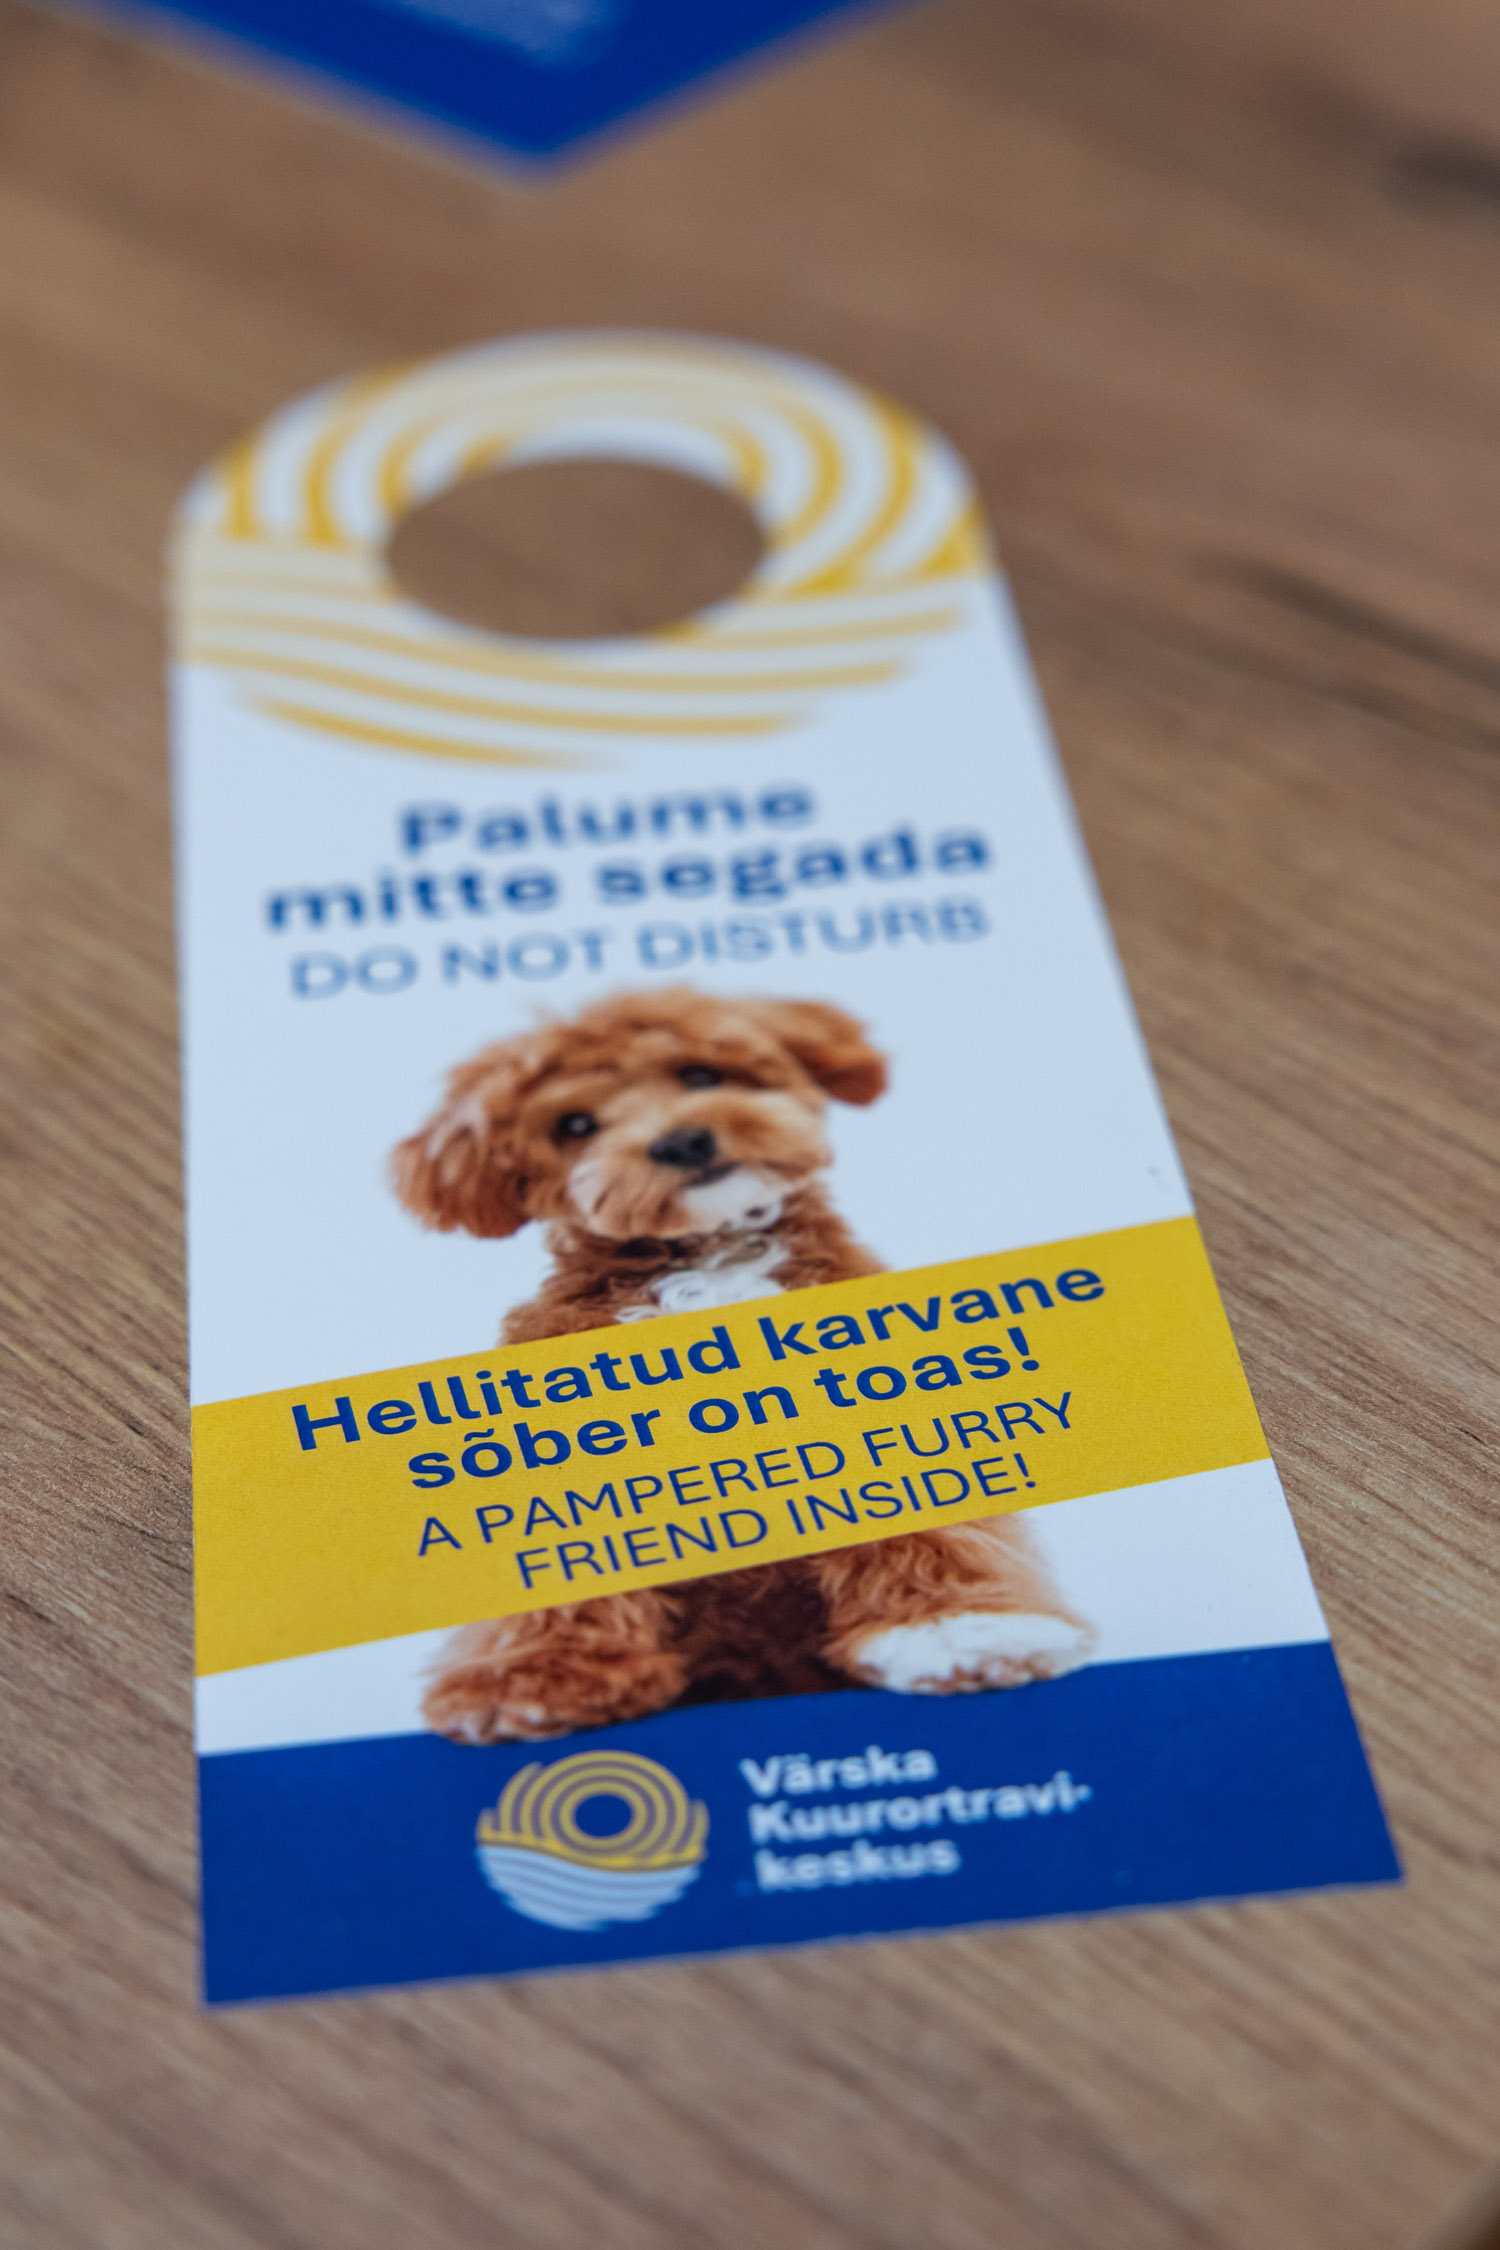 Palume
mitte segada
DO NOT DISTURB
Hellitatud karvane
sõber on toas!
A PAMPERED FURRY
FRIEND INSIDE!
Värska
Kuurortravi-
keskus